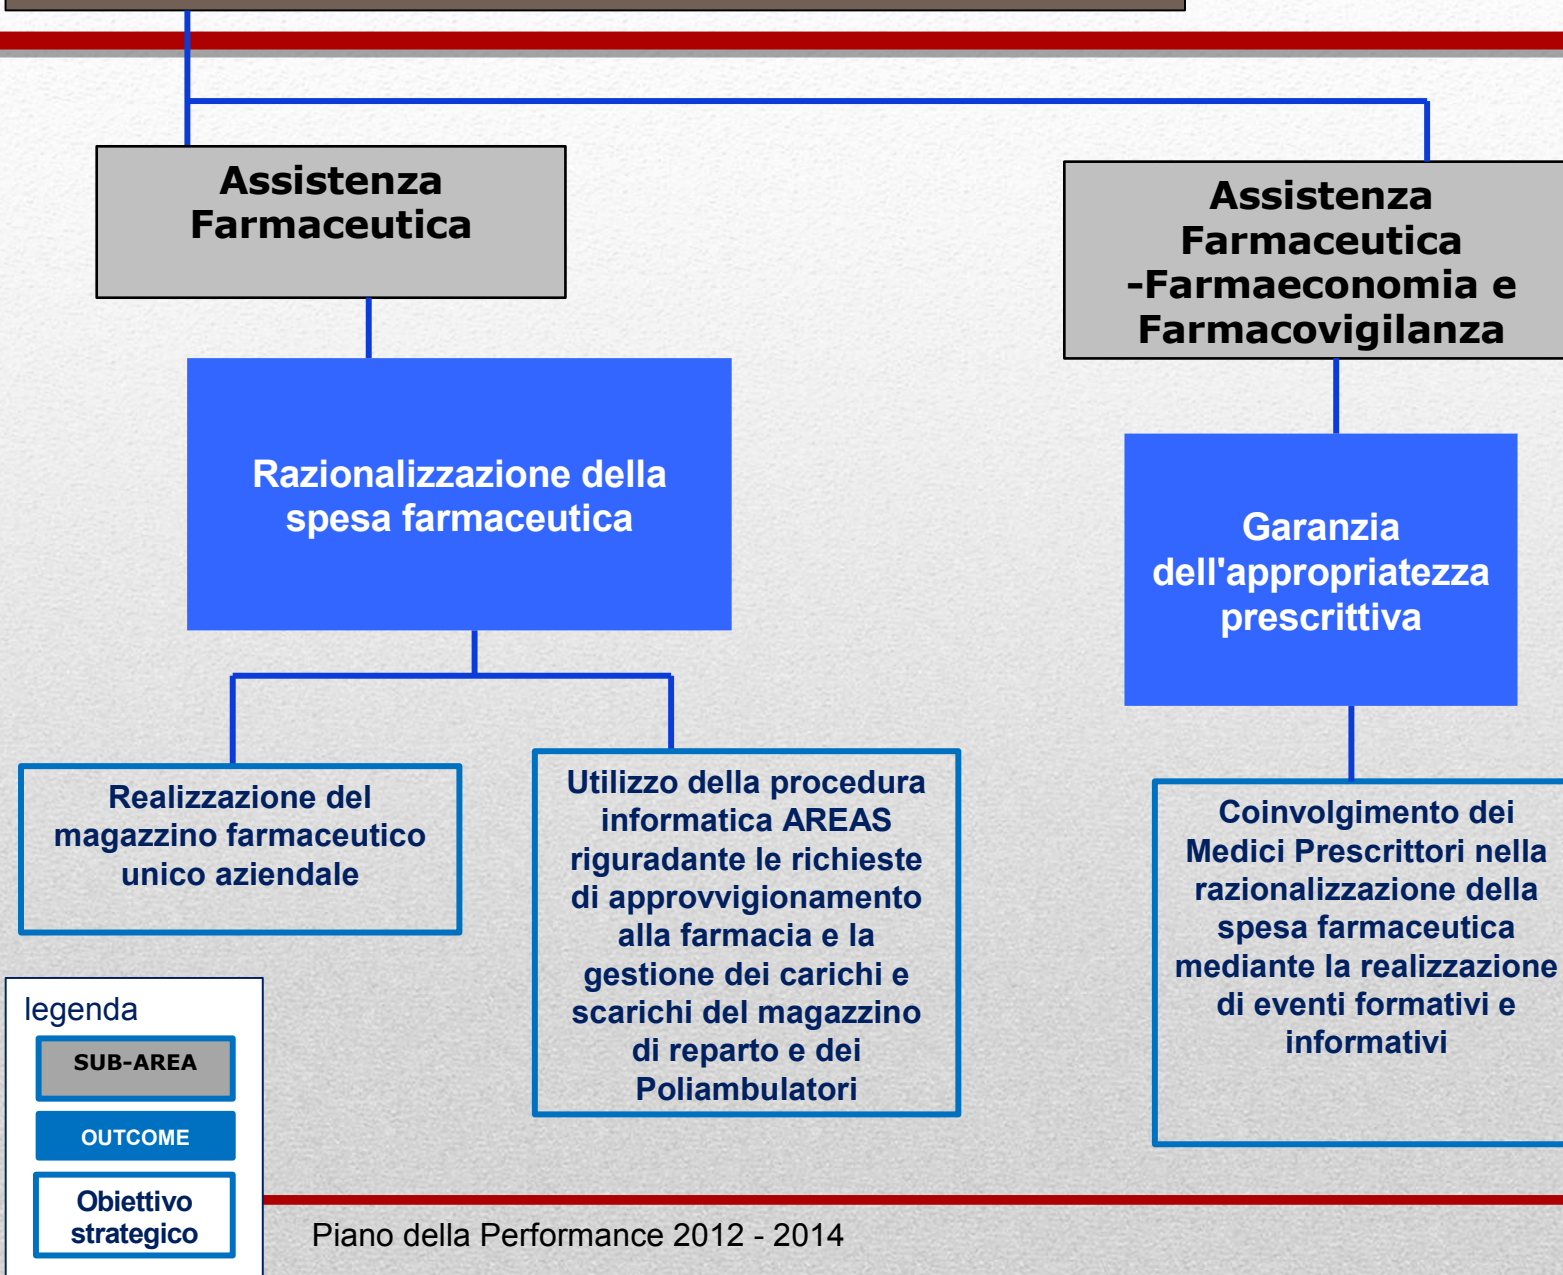 Assistenza
Farmaceutica
Assistenza
Farmaceutica
-Farmaeconomia e
Farmacovigilanza
Razionalizzazione della
spesa farmaceutica
Garanzia
dell'appropriatezza
prescrittiva
Realizzazione del
magazzino farmaceutico
unico aziendale
Utilizzo della procedura
informatica AREAS
riguradante le richieste
di approvvigionamento
alla farmacia e la
gestione dei carichi e
scarichi del magazzino
di reparto e dei
Poliambulatori
Coinvolgimento dei
Medici Prescrittori nella
razionalizzazione della
spesa farmaceutica
mediante la realizzazione
di eventi formativi e
informativi
legenda
SUB-AREA
OUTCOME
Obiettivo
strategico
Piano della Performance 2012 - 2014